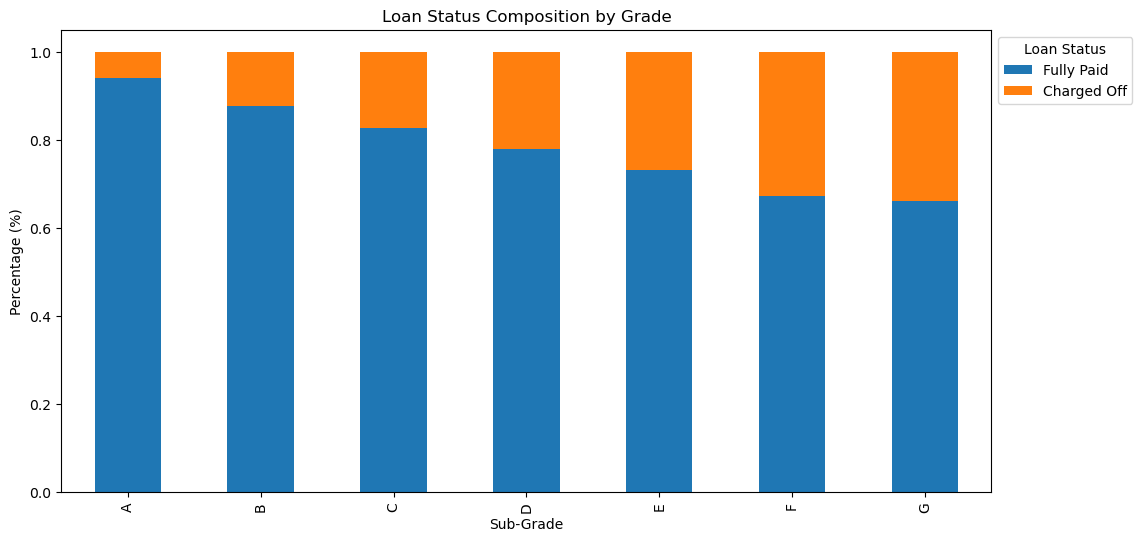 Loan Status Composition by Grade
Loan Status
Fully Paid
Charged Off
Percentage (%)
1.0
0.8
0.6
0.4
0.2
0.0
A
B
C
D
E
F
G
Sub-Grade